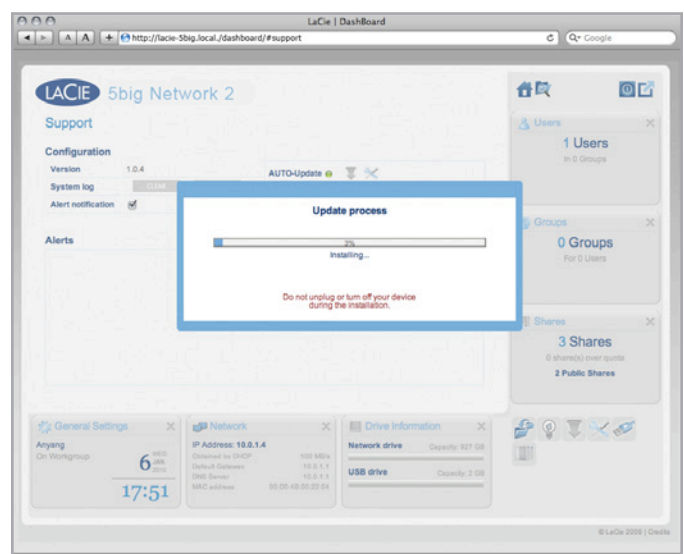 LaCie | DashBoard
A A + http://lacie-5big.local./dashboard/#support
Google
LACIE 5big Network 2
Support
Configuration
Version 1.0.4
AUTO-Update
System log CLEAR
Alert notification
Alerts
Update process
2%
Installing...
Do not unplug or turn off your device
during the installation.
Users
1 Users
In 0 Groups
Groups
0 Groups
For 0 Users
Shares
3 Shares
0 share(s) over quota
2 Public Shares
General Settings
Anyang
On Workgroup
6 WED. JAN. 2010
17:51
Network
IP Address: 10.0.1.4
Obtained by DHCP 100 MB/s
Default Gateway 10.0.1.1
DNS Server 10.0.1.1
MAC address
Drive Information
Network drive Capacity: 927 GB
USB drive Capacity: 2 GB
© LaCie 2009 | Credits